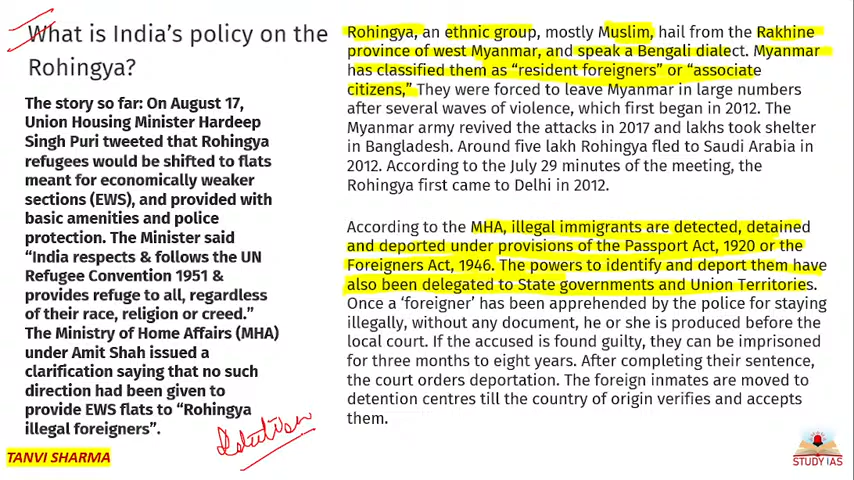 What is India's policy on the
Rohingya?
The story so far: On August 17,
Union Housing Minister Hardeep
Singh Puri tweeted that Rohingya
refugees would be shifted to flats
meant for economically weaker
sections (EWS), and provided with
basic amenities and police
protection. The Minister said
“India respects & follows the UN
Refugee Convention 1951 &
provides refuge to all, regardless
of their race, religion or creed.”
The Ministry of Home Affairs (MHA)
under Amit Shah issued a
clarification saying that no such
direction had been given to
provide EWS flats to “Rohingya
illegal foreigners”.
TANVI SHARMA
Rohingya, an ethnic group, mostly Muslim, hail from the Rakhine
province of west Myanmar, and speak a Bengali dialect. Myanmar
has classified them as “resident foreigners” or “associate
citizens,” They were forced to leave Myanmar in large numbers
after several waves of violence, which first began in 2012. The
Myanmar army revived the attacks in 2017 and lakhs took shelter
in Bangladesh. Around five lakh Rohingya fled to Saudi Arabia in
2012. According to the July 29 minutes of the meeting, the
Rohingya first came to Delhi in 2012.
According to the MHA, illegal immigrants are detected, detained
and deported under provisions of the Passport Act, 1920 or the
Foreigners Act, 1946. The powers to identify and deport them have
also been delegated to State governments and Union Territories.
Once a ‘foreigner’ has been apprehended by the police for staying
illegally, without any document, he or she is produced before the
local court. If the accused is found guilty, they can be imprisoned
for three months to eight years. After completing their sentence,
the court orders deportation. The foreign inmates are moved to
detention centres till the country of origin verifies and accepts
them.
STUDY IAS